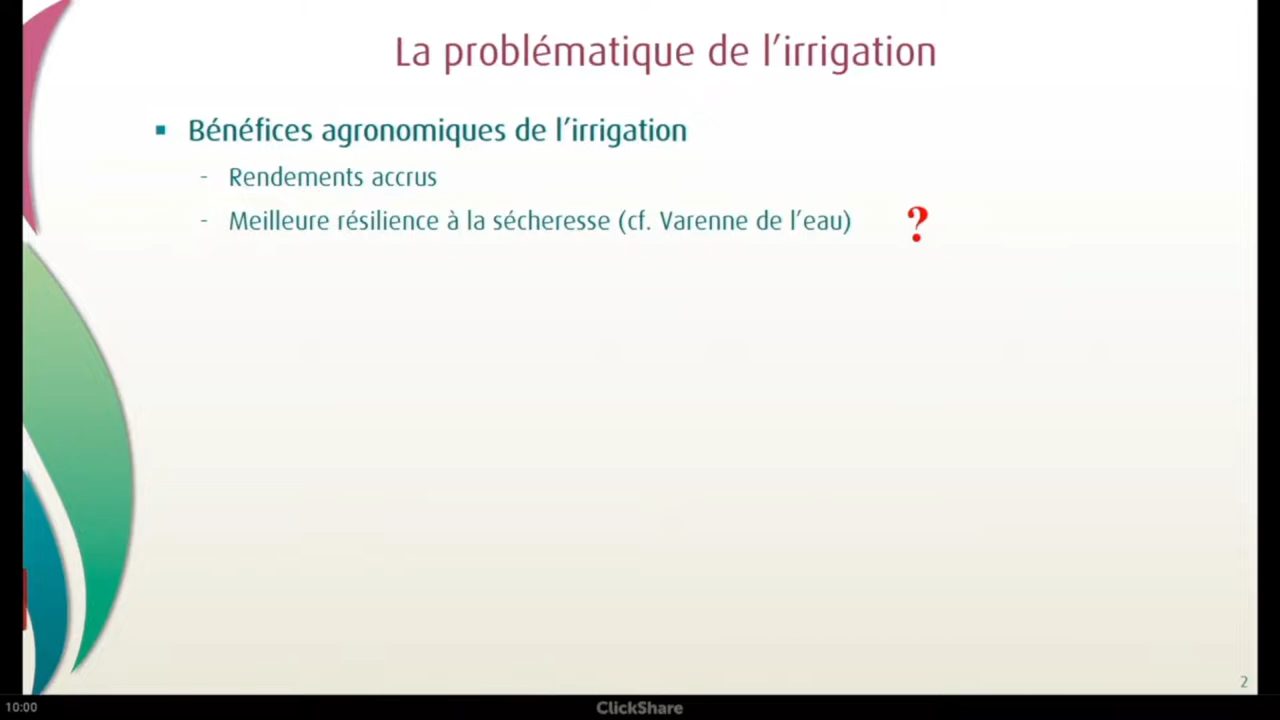 La problématique de l'irrigation
▪ Bénéfices agronomiques de l'irrigation
- Rendements accrus
- Meilleure résilience à la sécheresse (cf. Varenne de l'eau) ?
2
10:00 ClickShare